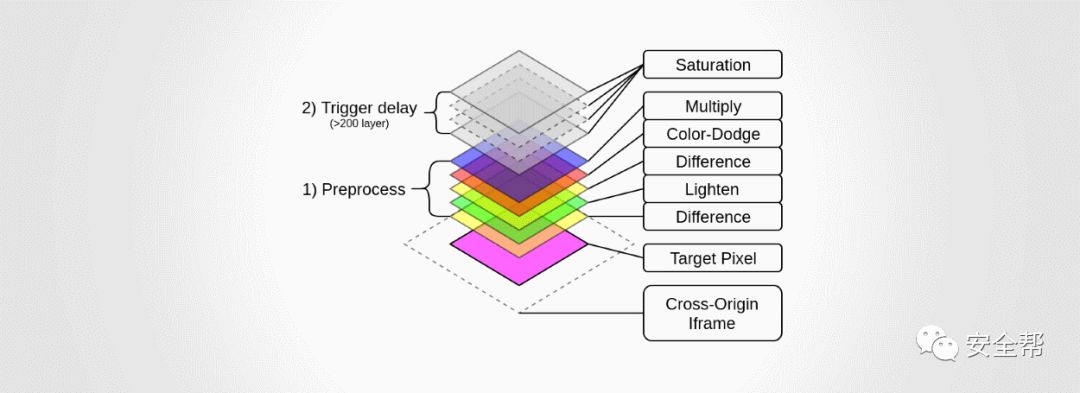 Saturation
2) Trigger delay
(>200 layer)
Multiply
Color-Dodge
Difference
1) Preprocess
Lighten
Difference
Target Pixel
Cross-Origin
Iframe
安全帮